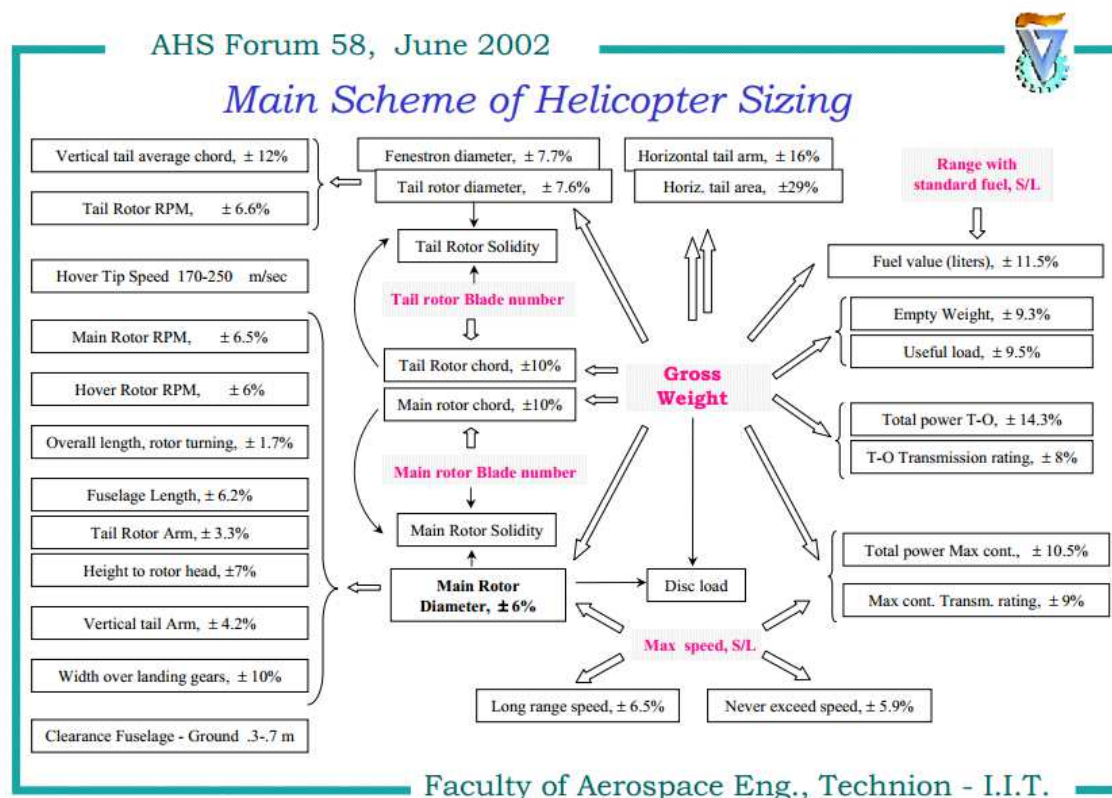 AHS Forum 58, June 2002
Main Scheme of Helicopter Sizing
Vertical tail average chord, ± 12%
Tail Rotor RPM, ± 6.6%
Hover Tip Speed 170-250 m/sec
Main Rotor RPM, ± 6.5%
Hover Rotor RPM, ± 6%
Overall length, rotor turning, ± 1.7%
Fuselage Length, ± 6.2%
Tail Rotor Arm, ± 3.3%
Height to rotor head, ±7%
Vertical tail Arm, ± 4.2%
Width over landing gears, ± 10%
Clearance Fuselage - Ground .3-.7 m
Fenestron diameter, ± 7.7%
Tail rotor diameter, ± 7.6%
Tail Rotor Solidity
Tail rotor Blade number
Tail Rotor chord, ±10%
Main rotor chord, ±10%
Main rotor Blade number
Main Rotor Solidity
Main Rotor
Diameter, ± 6%
Horizontal tail arm, ± 16%
Horiz. tail area, ±29%
Gross
Weight
Disc load
Max speed, S/L
Long range speed, ± 6.5%
Never exceed speed, ± 5.9%
Range with
standard fuel, S/L
Fuel value (liters), ± 11.5%
Empty Weight, ± 9.3%
Useful load, ± 9.5%
Total power T-O, ± 14.3%
T-O Transmission rating, ± 8%
Total power Max cont., ± 10.5%
Max cont. Transm. rating, ± 9%
Faculty of Aerospace Eng., Technion - I.I.T.